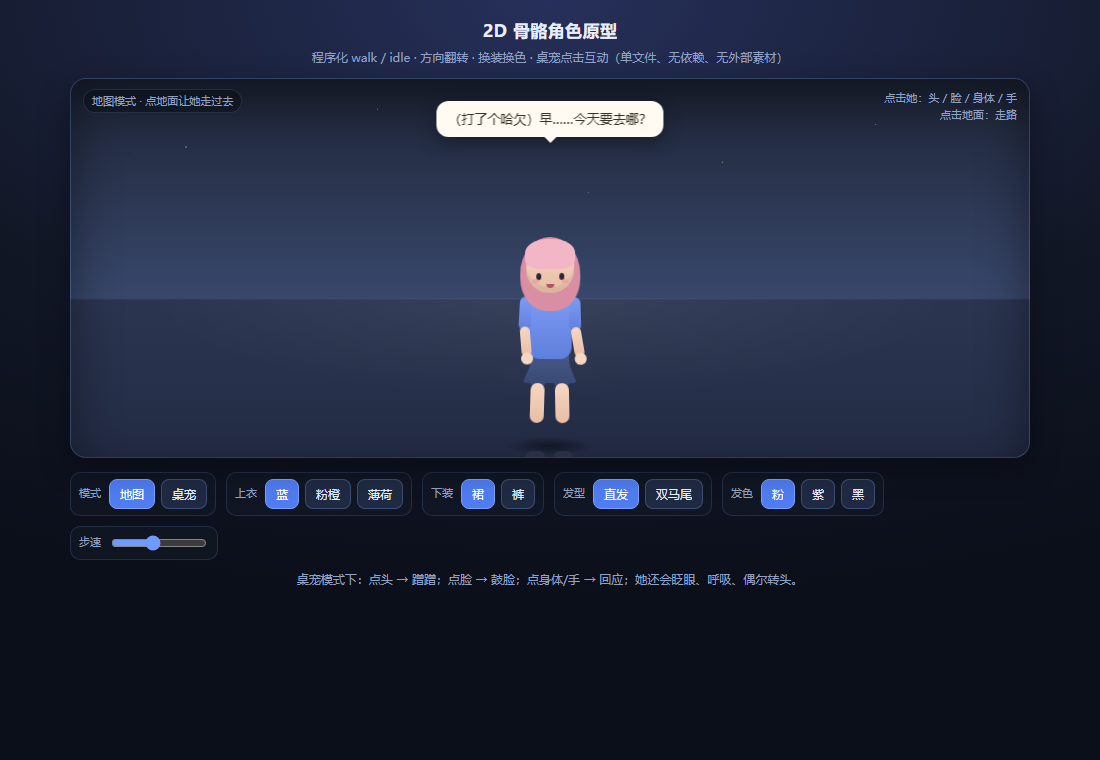 2D 骨骼角色原型
程序化 walk / idle · 方向翻转 · 换装换色 · 桌宠点击互动（单文件、无依赖、无外部素材）
地图模式 · 点地面让她走过去
点击她：头 / 脸 / 身体 / 手
点击地面：走路
（打了个哈欠）早……今天要去哪？
模式 地图 桌宠
上衣 蓝 粉橙 薄荷
下装 裙 裤
发型 直发 双马尾
发色 粉 紫 黑
步速
桌宠模式下：点头 → 蹭蹭；点脸 → 鼓脸；点身体/手 → 回应；她还会眨眼、呼吸、偶尔转头。